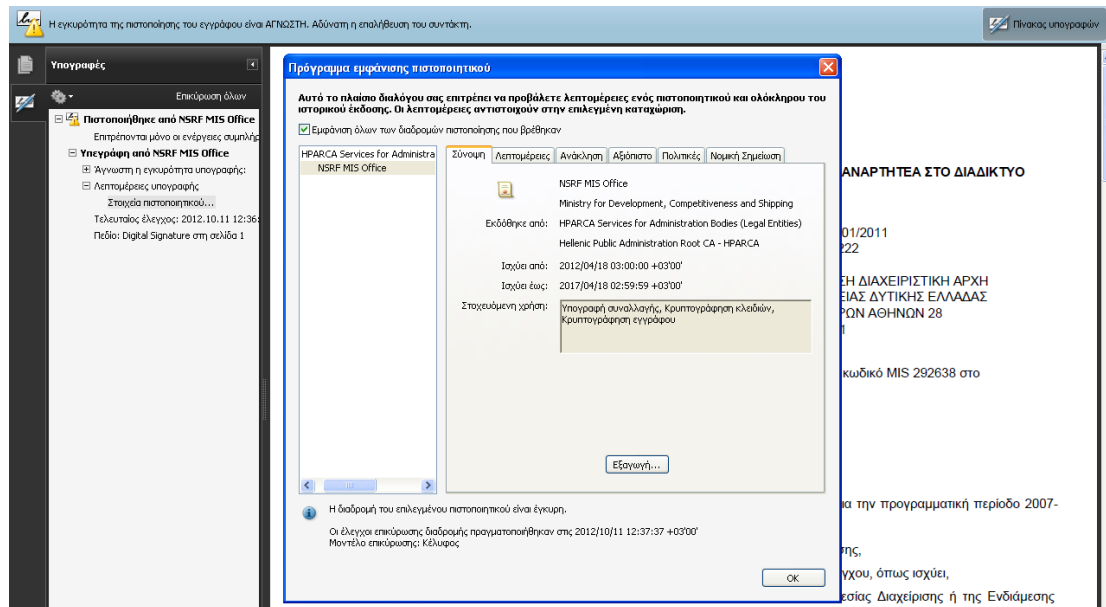 Η εγκυρότητα της πιστοποίησης του εγγράφου είναι ΑΓΝΩΣΤΗ. Αδύνατη η επαλήθευση του συντάκτη.
Πίνακας υπογραφών
Υπογραφές
Επικύρωση όλων
Πιστοποιήθηκε από NSRF MIS Office
Επιτρέπονται μόνο οι ενέργειες συμπλήρ
Υπεγράφη από NSRF MIS Office
Άγνωστη η εγκυρότητα υπογραφής:
Λεπτομέρειες υπογραφής
Στοιχεία πιστοποιητικού...
Τελευταίος έλεγχος: 2012.10.11 12:36:
Πεδίο: Digital Signature στη σελίδα 1
Πρόγραμμα εμφάνισης πιστοποιητικού
Αυτό το πλαίσιο διαλόγου σας επιτρέπει να προβάλετε λεπτομέρειες ενός πιστοποιητικού και ολόκληρου του
ιστορικού έκδοσης. Οι λεπτομέρειες αντιστοιχούν στην επιλεγμένη καταχώριση.
Εμφάνιση όλων των διαδρομών πιστοποίησης που βρέθηκαν
HPARCA Services for Administra
NSRF MIS Office
Σύνοψη Λεπτομέρειες Ανάκληση Αξιόπιστο Πολιτικές Νομική Σημείωση
NSRF MIS Office
Ministry for Development, Competitiveness and Shipping
Εκδόθηκε από: HPARCA Services for Administration Bodies (Legal Entities)
Hellenic Public Administration Root CA - HPARCA
Ισχύει από: 2012/04/18 03:00:00 +03'00'
Ισχύει έως: 2017/04/18 02:59:59 +03'00'
Στοχευόμενη χρήση: Υπογραφή συναλλαγής, Κρυπτογράφηση κλειδιών,
Κρυπτογράφηση εγγράφου
Εξαγωγή...
Η διαδρομή του επιλεγμένου πιστοποιητικού είναι έγκυρη.
Οι έλεγχοι επικύρωσης διαδρομής πραγματοποιήθηκαν στις 2012/10/11 12:37:37 +03'00'
Μοντέλο επικύρωσης: Κέλυφος
OK
ΑΝΑΡΤΗΤΕΑ ΣΤΟ ΔΙΑΔΙΚΤΥΟ
01/2011
222
ΣΗ ΔΙΑΧΕΙΡΙΣΤΙΚΗ ΑΡΧΗ
ΕΙΑΣ ΔΥΤΙΚΗΣ ΕΛΛΑΔΑΣ
ΡΩΝ ΑΘΗΝΩΝ 28
1
κωδικό MIS 292638 στο
ια την προγραμματική περίοδο 2007-
σης,
γχου, όπως ισχύει,
εσίας Διαχείρισης ή της Ενδιάμεσης